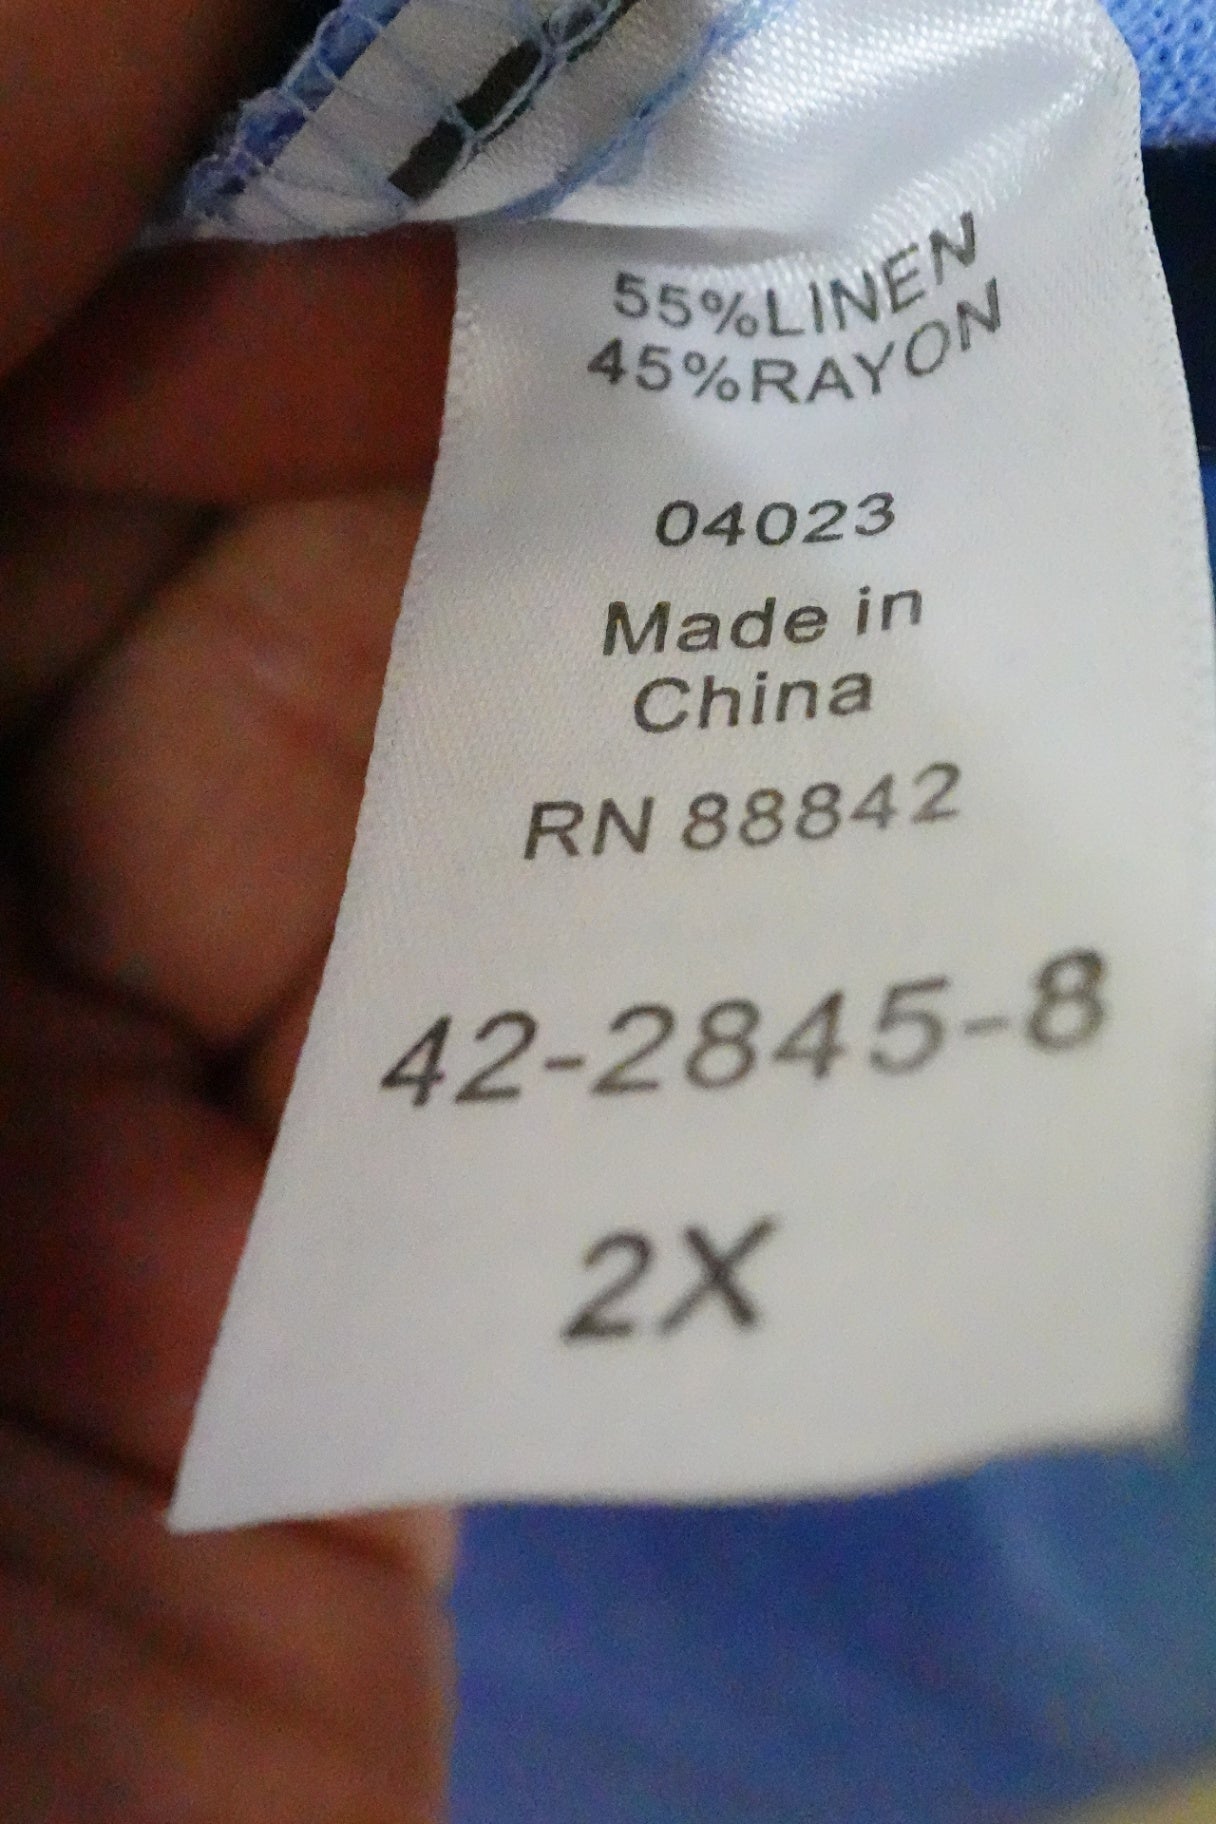 55%LINEN
45%RAYON
04023
Made in
China
RN 88842
42-2845-8
2X